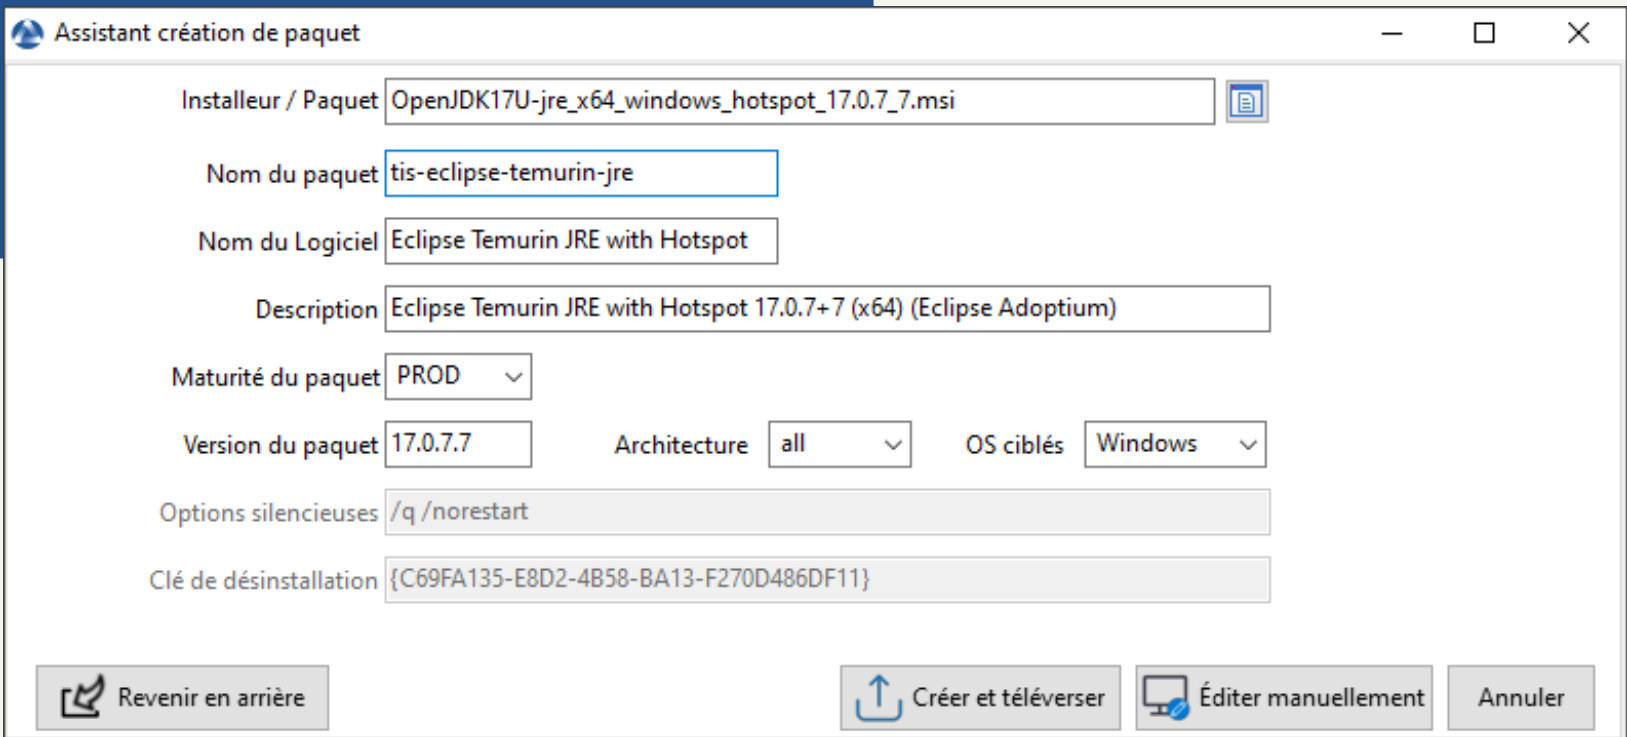 Assistant création de paquet
Installeur / Paquet OpenJDK17U-jre_x64_windows_hotspot_17.0.7_7.msi
Nom du paquet tis-eclipse-temurin-jre
Nom du Logiciel Eclipse Temurin JRE with Hotspot
Description Eclipse Temurin JRE with Hotspot 17.0.7+7 (x64) (Eclipse Adoptium)
Maturité du paquet PROD
Version du paquet 17.0.7.7 Architecture all OS ciblés Windows
Options silencieuses /q /norestart
Clé de désinstallation {C69FA135-E8D2-4B58-BA13-F270D486DF11}
Revenir en arrière Créer et téléverser Éditer manuellement Annuler